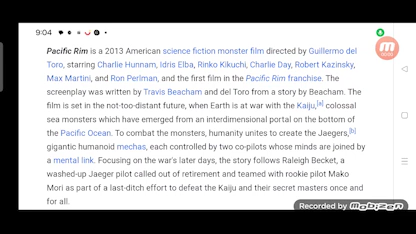 9:04
Pacific Rim is a 2013 American science fiction monster film directed by Guillermo del
Toro, starring Charlie Hunnam, Idris Elba, Rinko Kikuchi, Charlie Day, Robert Kazinsky,
Max Martini, and Ron Perlman, and the first film in the Pacific Rim franchise. The
screenplay was written by Travis Beacham and del Toro from a story by Beacham. The
film is set in the not-too-distant future, when Earth is at war with the Kaiju,[a] colossal
sea monsters which have emerged from an interdimensional portal on the bottom of
the Pacific Ocean. To combat the monsters, humanity unites to create the Jaegers,[b]
gigantic humanoid mechas, each controlled by two co-pilots whose minds are joined by
a mental link. Focusing on the war's later days, the story follows Raleigh Becket, a
washed-up Jaeger pilot called out of retirement and teamed with rookie pilot Mako
Mori as part of a last-ditch effort to defeat the Kaiju and their secret masters once and
for all.
Recorded by Mobizen